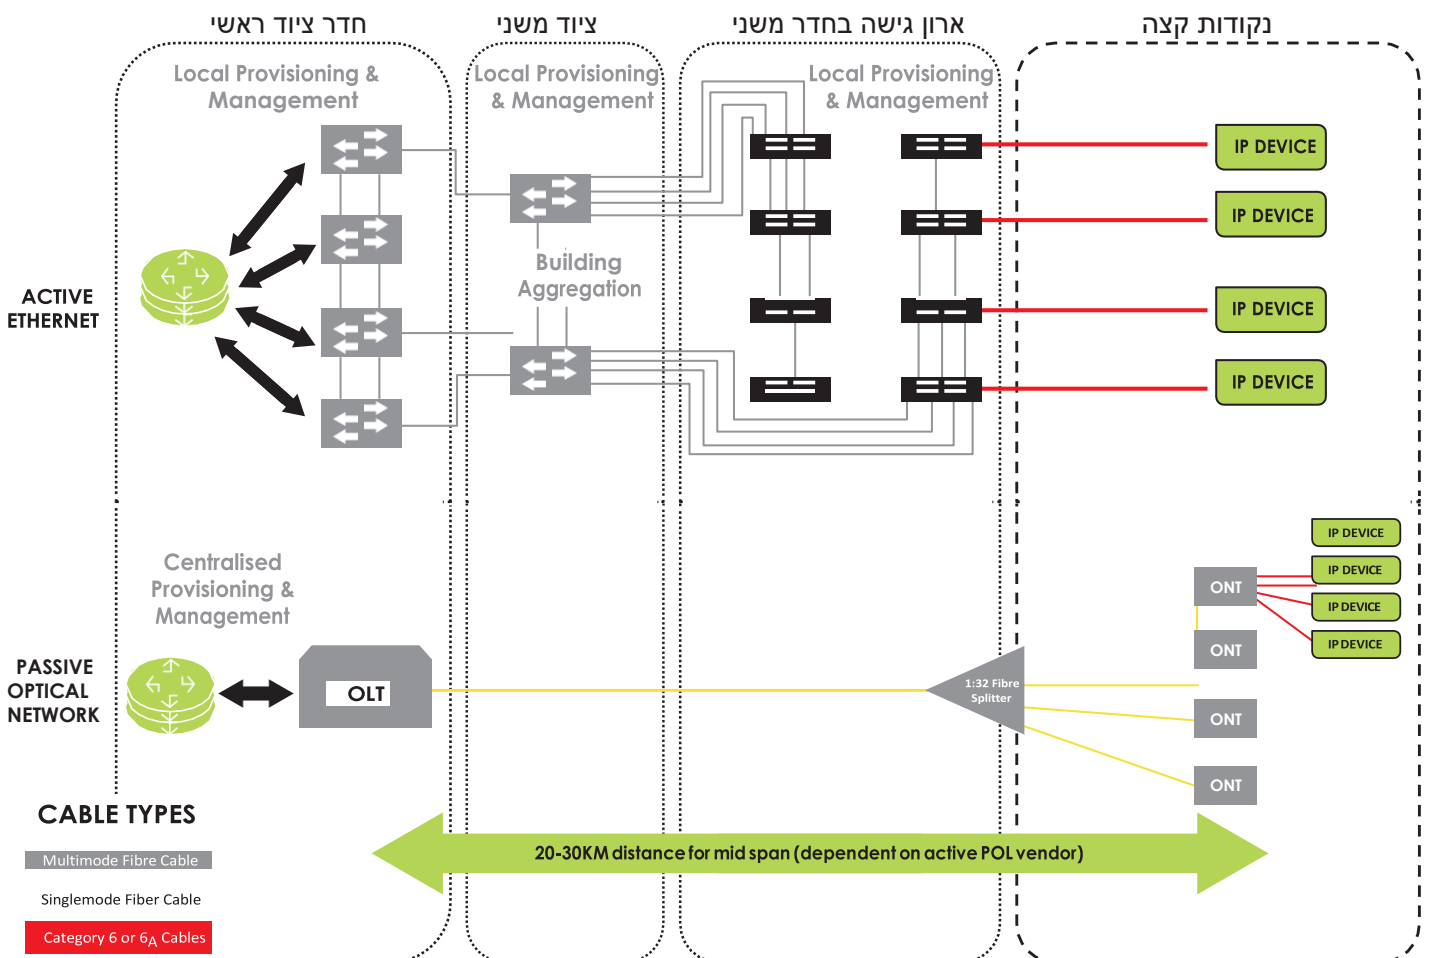 חדר ציוד ראשי
ציוד משני
ארון גישה בחדר משני
נקודות קצה
Local Provisioning &
Management
Local Provisioning
& Management
Local Provisioning
& Management
IP DEVICE
IP DEVICE
Building
Aggregation
ACTIVE
ETHERNET
IP DEVICE
IP DEVICE
Centralised
Provisioning &
Management
IP DEVICE
IP DEVICE
IP DEVICE
IP DEVICE
ONT
ONT
ONT
ONT
PASSIVE
OPTICAL
NETWORK
OLT
1:32 Fibre
Splitter
CABLE TYPES
Multimode Fibre Cable
Singlemode Fiber Cable
Category 6 or 6A Cables
20-30KM distance for mid span (dependent on active POL vendor)